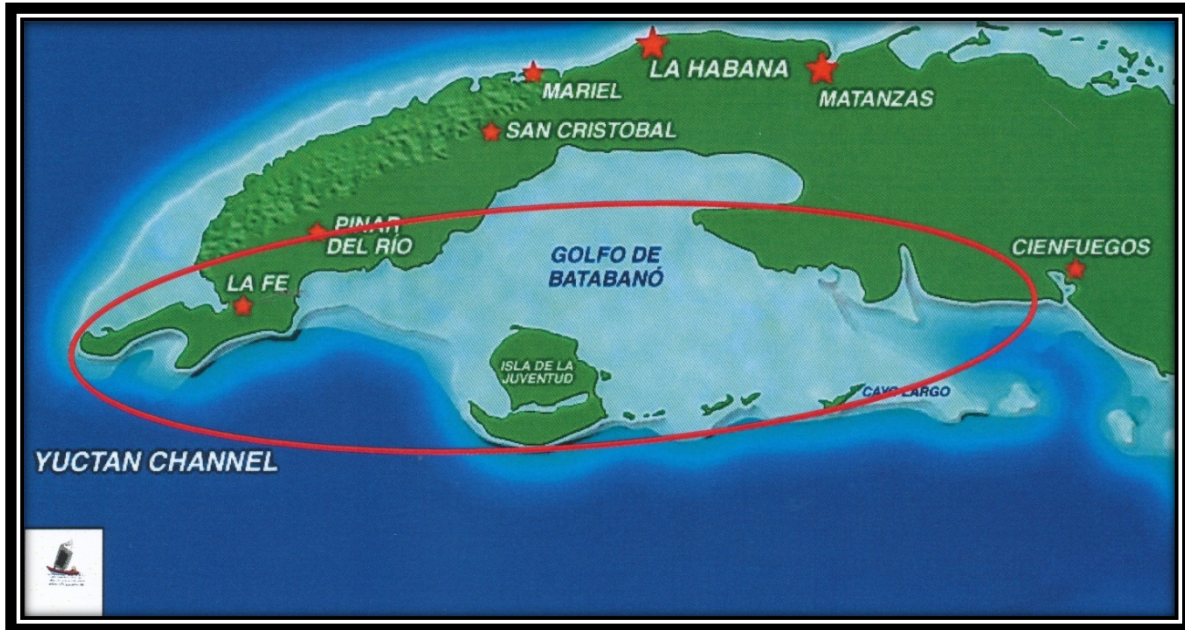 LA HABANA
MARIEL
MATANZAS
SAN CRISTOBAL
PINAR
DEL RÍO
GOLFO DE
BATABANÓ
CIENFUEGOS
LA FE
ISLA DE LA
JUVENTUD
CAYO LARGO
YUCTAN CHANNEL